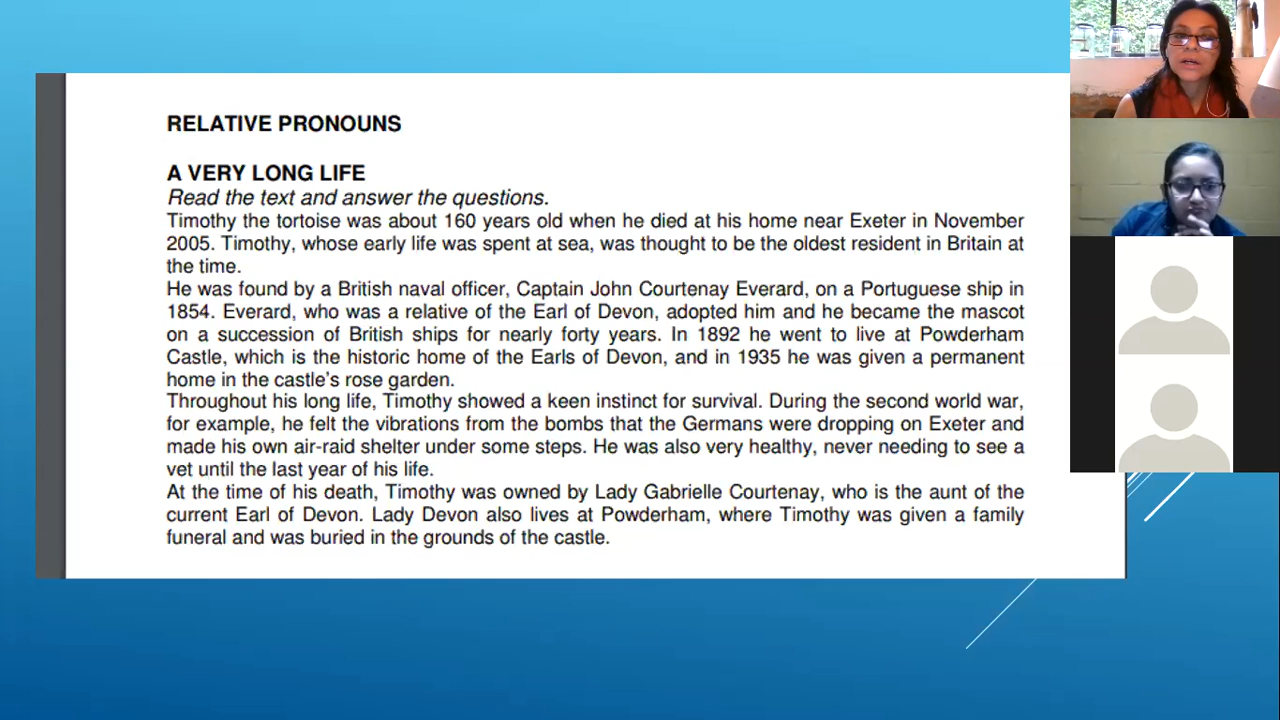 RELATIVE PRONOUNS
A VERY LONG LIFE
Read the text and answer the questions.
Timothy the tortoise was about 160 years old when he died at his home near Exeter in November
2005. Timothy, whose early life was spent at sea, was thought to be the oldest resident in Britain at
the time.
He was found by a British naval officer, Captain John Courtenay Everard, on a Portuguese ship in
1854. Everard, who was a relative of the Earl of Devon, adopted him and he became the mascot
on a succession of British ships for nearly forty years. In 1892 he went to live at Powderham
Castle, which is the historic home of the Earls of Devon, and in 1935 he was given a permanent
home in the castle's rose garden.
Throughout his long life, Timothy showed a keen instinct for survival. During the second world war,
for example, he felt the vibrations from the bombs that the Germans were dropping on Exeter and
made his own air-raid shelter under some steps. He was also very healthy, never needing to see a
vet until the last year of his life.
At the time of his death, Timothy was owned by Lady Gabrielle Courtenay, who is the aunt of the
current Earl of Devon. Lady Devon also lives at Powderham, where Timothy was given a family
funeral and was buried in the grounds of the castle.